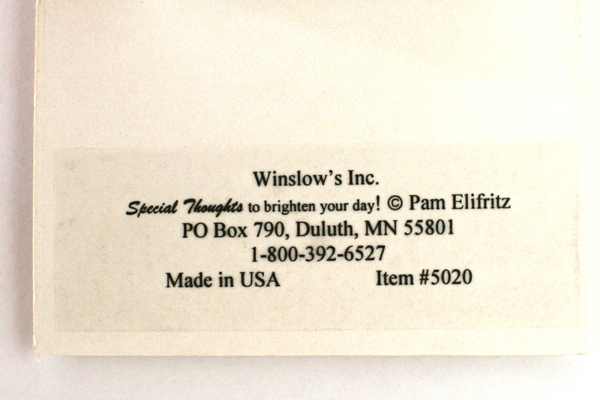 Winslow's Inc.
Special Thoughts to brighten your day! © Pam Elifritz
PO Box 790, Duluth, MN 55801
1-800-392-6527
Made in USA Item #5020